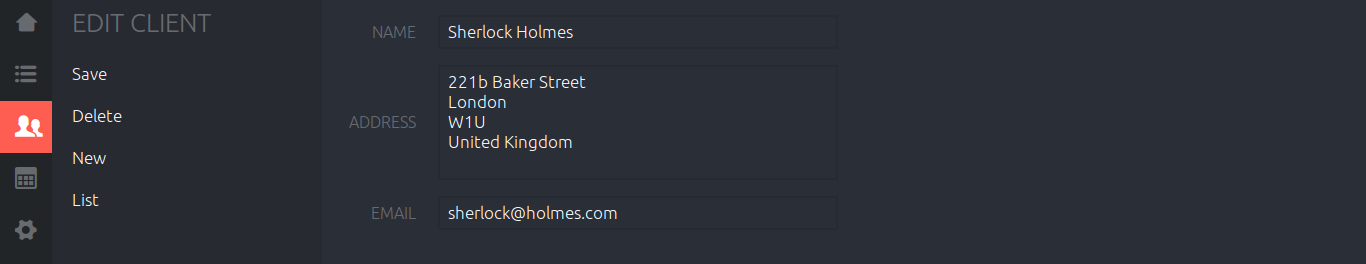 EDIT CLIENT
Save
Delete
New
List
NAME
Sherlock Holmes
ADDRESS
221b Baker Street
London
W1U
United Kingdom
EMAIL
sherlock@holmes.com